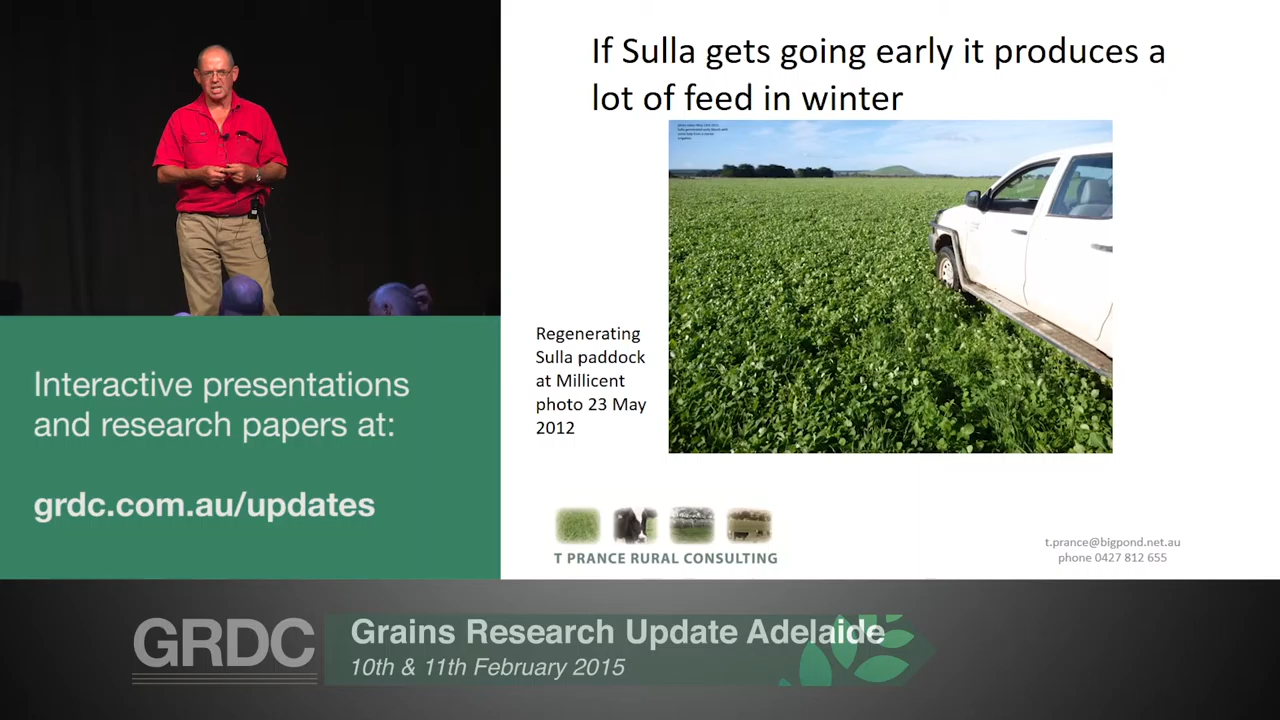 If Sulla gets going early it produces a
lot of feed in winter
Regenerating
Sulla paddock
at Millicent
photo 23 May
2012
T PRANCE RURAL CONSULTING
t.prance@bigpond.net.au
phone 0427 812 655
Interactive presentations
and research papers at:
grdc.com.au/updates
GRDC
Grains Research Update Adelaide
10th & 11th February 2015